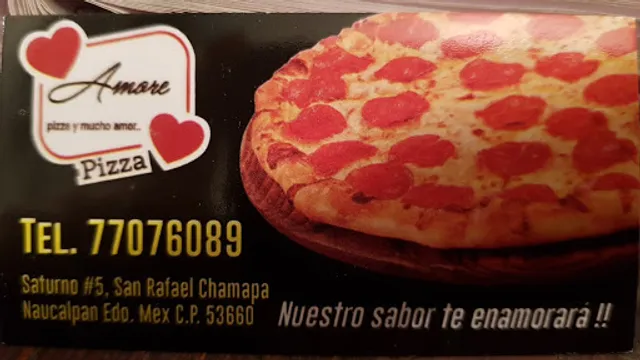 Amore
pizza y mucho amor...
Pizza
TEL. 77076089
Saturno #5, San Rafael Chamapa
Naucalpan Edo. Mex C.P. 53660
Nuestro sabor te enamorará !!